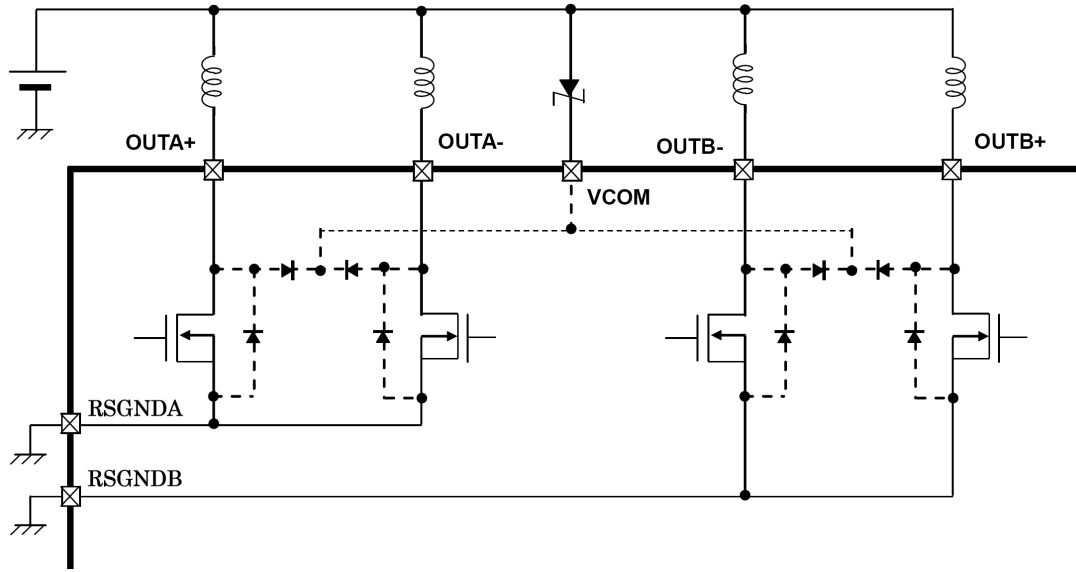 OUTA+
OUTA-
OUTB-
OUTB+
VCOM
RSGNDA
RSGNDB